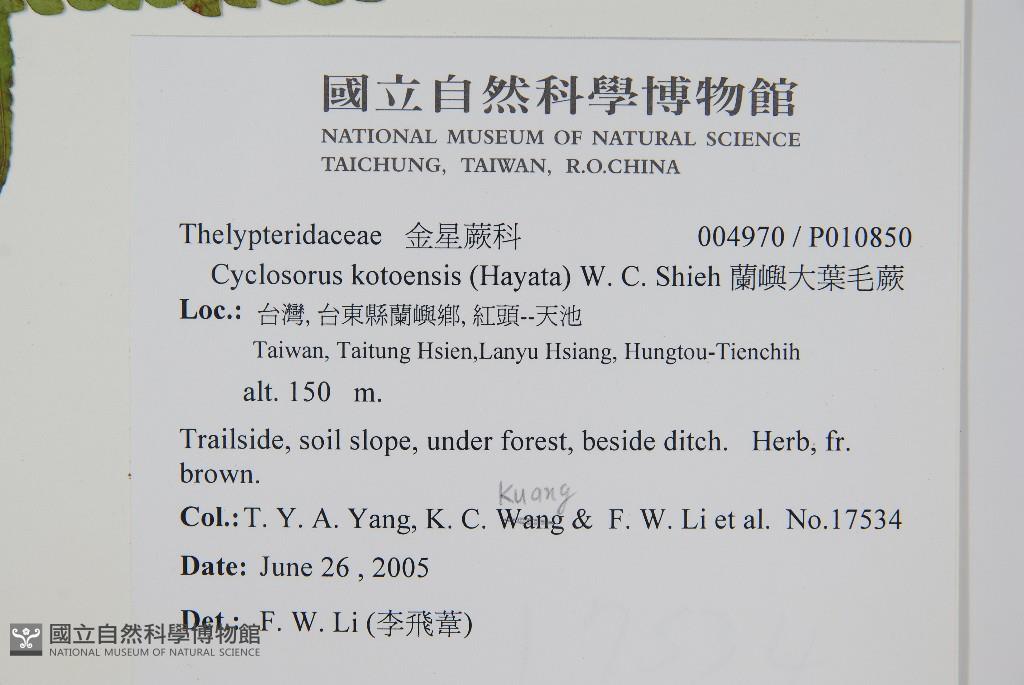 國立自然科學博物館
NATIONAL MUSEUM OF NATURAL SCIENCE
TAICHUNG, TAIWAN, R.O.CHINA
Thelypteridaceae 金星蕨科 004970 / P010850
Cyclosorus kotoensis (Hayata) W. C. Shieh 蘭嶼大葉毛蕨
Loc.: 台灣, 台東縣蘭嶼鄉, 紅頭--天池
Taiwan, Taitung Hsien,Lanyu Hsiang, Hungtou-Tienchih
alt. 150 m.
Trailside, soil slope, under forest, beside ditch. Herb, fr.
brown.
Kuang
Col.: T. Y. A. Yang, K. C. Wang & F. W. Li et al. No.17534
Date: June 26 , 2005
Det.: F. W. Li (李飛葦)
國立自然科學博物館
NATIONAL MUSEUM OF NATURAL SCIENCE